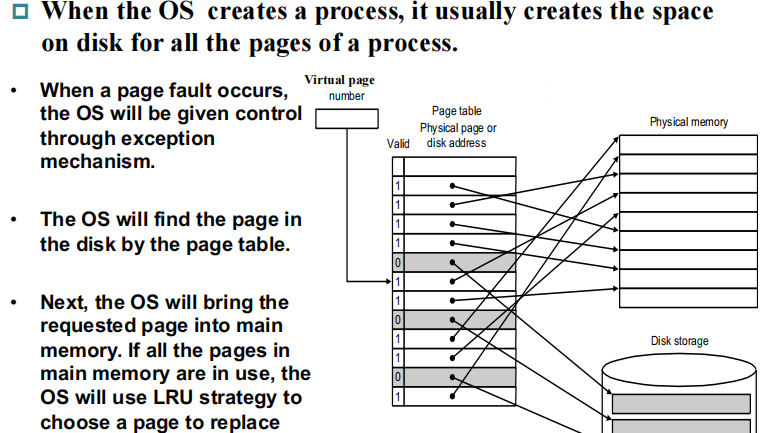 When the OS creates a process, it usually creates the space
on disk for all the pages of a process.
• When a page fault occurs,
the OS will be given control
through exception
mechanism.
• The OS will find the page in
the disk by the page table.
• Next, the OS will bring the
requested page into main
memory. If all the pages in
main memory are in use, the
OS will use LRU strategy to
choose a page to replace
Virtual page
number
Page table
Physical page or
Valid disk address
1
1
1
1
0
1
1
0
1
1
0
1
Physical memory
Disk storage